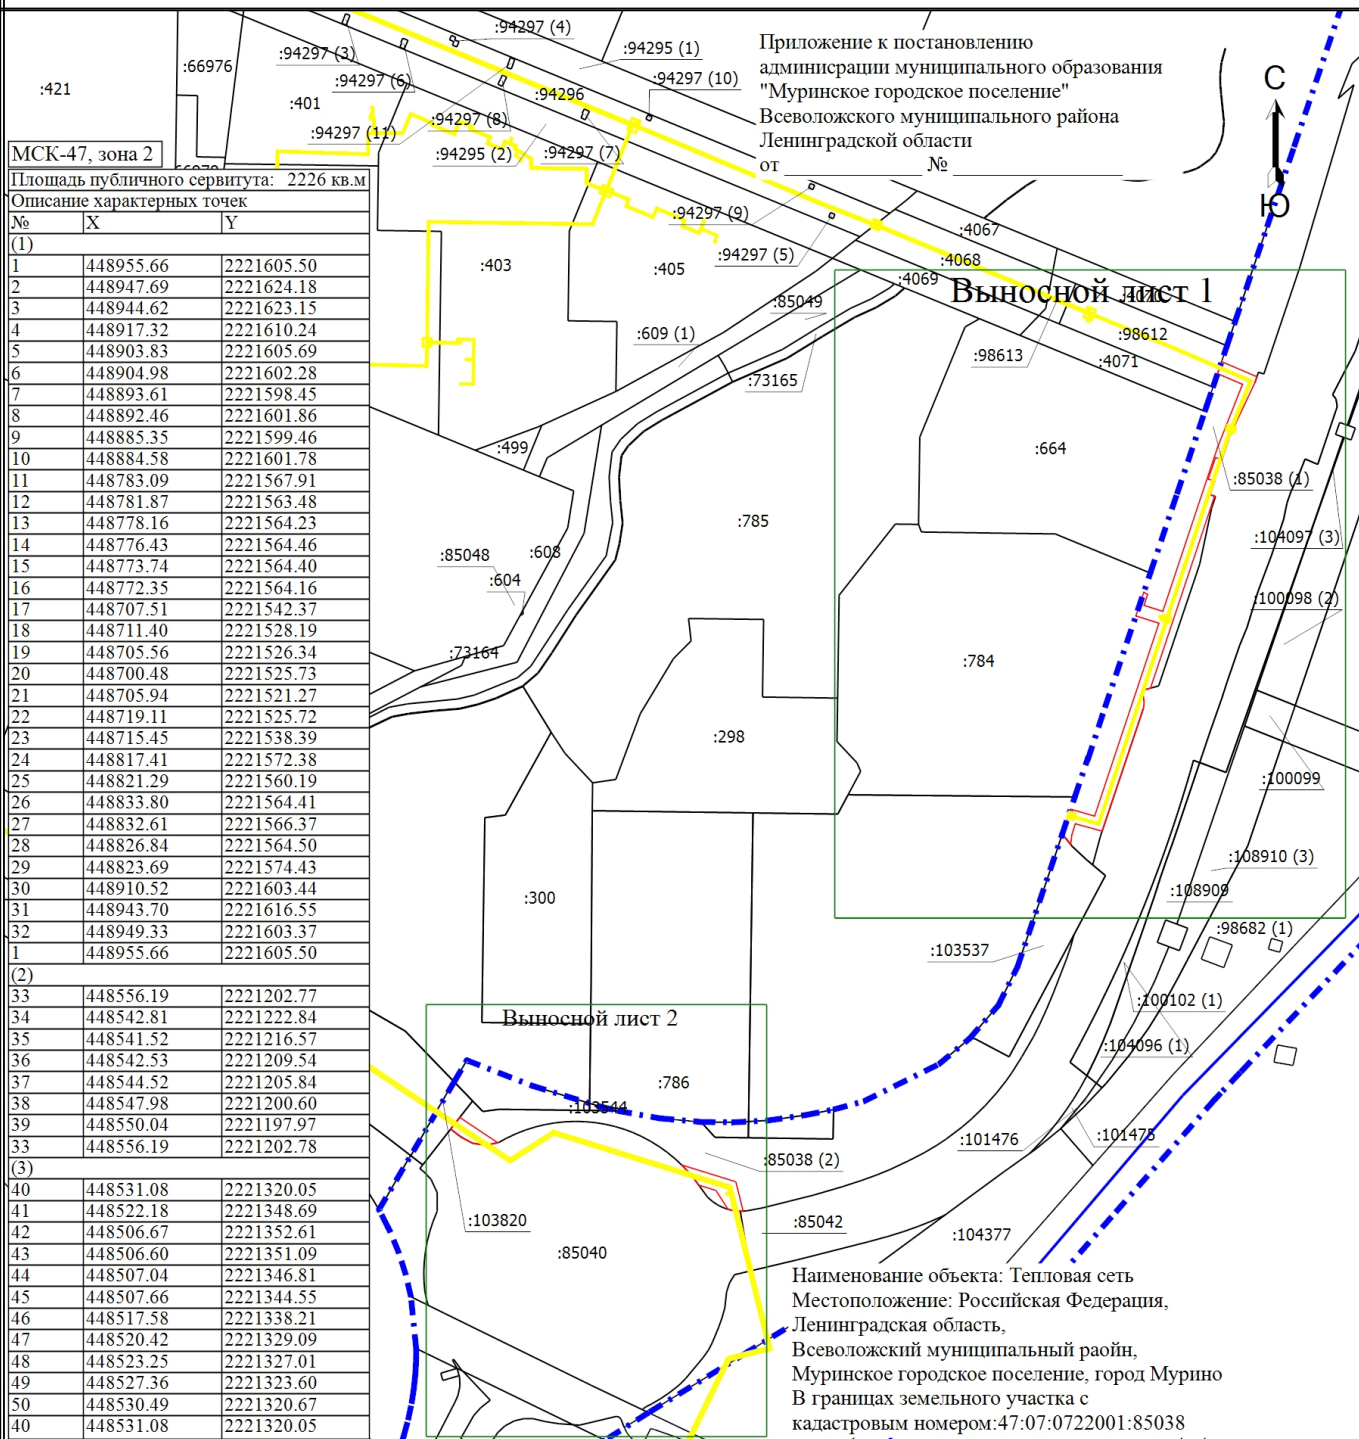 Приложение к постановлению
админисрации муниципального образования
"Муринское городское поселение"
Всеволожского муниципального района
Ленинградской области
от № 
С
Ю
МСК-47, зона 2
Площадь публичного сервитута: 2226 кв.м
Описание характерных точек
№ X Y
(1)
1 448955.66 2221605.50
2 448947.69 2221624.18
3 448944.62 2221623.15
4 448917.32 2221610.24
5 448903.83 2221605.69
6 448904.98 2221602.28
7 448893.61 2221598.45
8 448892.46 2221601.86
9 448885.35 2221599.46
10 448884.58 2221601.78
11 448783.09 2221567.91
12 448781.87 2221563.48
13 448778.16 2221564.23
14 448776.43 2221564.46
15 448773.74 2221564.40
16 448772.35 2221564.16
17 448707.51 2221542.37
18 448711.40 2221528.19
19 448705.56 2221526.34
20 448700.48 2221525.73
21 448705.94 2221521.27
22 448719.11 2221525.72
23 448715.45 2221538.39
24 448817.41 2221572.38
25 448821.29 2221560.19
26 448833.80 2221564.41
27 448832.61 2221566.37
28 448826.84 2221564.50
29 448823.69 2221574.43
30 448910.52 2221603.44
31 448943.70 2221616.55
32 448949.33 2221603.37
1 448955.66 2221605.50
(2)
33 448556.19 2221202.77
34 448542.81 2221222.84
35 448541.52 2221216.57
36 448542.53 2221209.54
37 448544.52 2221205.84
38 448547.98 2221200.60
39 448550.04 2221197.97
33 448556.19 2221202.78
(3)
40 448531.08 2221320.05
41 448522.18 2221348.69
42 448506.67 2221352.61
43 448506.60 2221351.09
44 448507.04 2221346.81
45 448507.66 2221344.55
46 448517.58 2221338.21
47 448520.42 2221329.09
48 448523.25 2221327.01
49 448527.36 2221323.60
50 448530.49 2221320.67
40 448531.08 2221320.05
:421
:66976
:401
:94297 (3)
:94297 (4)
:94295 (1)
:94297 (6)
:94297 (10)
:94296
:94297 (11)
:94297 (8)
:94295 (2)
:94297 (7)
:94297 (9)
:94297 (5)
:403
:405
:4067
:4068
:4069
Выносной лист 1
:85049
:609 (1)
:98612
:98613
:4071
:73165
:499
:664
:85038 (1)
:785
:104097 (3)
:85048
:608
:604
:100098 (2)
:73164
:784
:298
:100099
:108910 (3)
:108909
:300
:98682 (1)
:103537
:100102 (1)
Выносной лист 2
:104096 (1)
:786
:103544
:101476
:101475
:85038 (2)
:103820
:85042
:85040
:104377
Наименование объекта: Тепловая сеть
Местоположение: Российская Федерация,
Ленинградская область,
Всеволожский муниципальный раойн,
Муринское городское поселение, город Мурино
В границах земельного участка с
кадастровым номером:47:07:0722001:85038